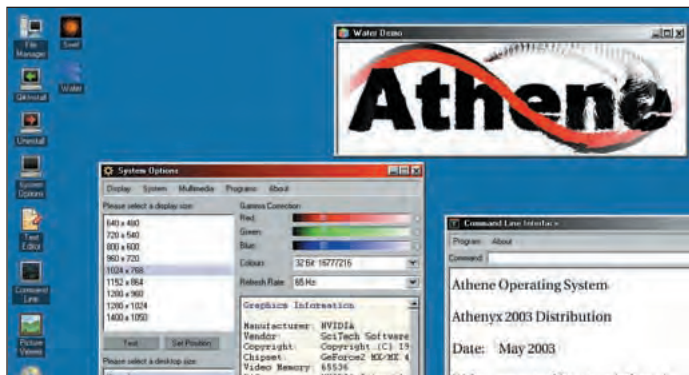 File
Manager
Swirl
Qikinstall
Water
Uninstall
System
Options
Text
Editor
Command
Line
Picture
Viewer
Water Demo
Athene
System Options
Display System Multimedia Programs About
Please select a display size:
640 x 480
720 x 540
800 x 600
960 x 720
1024 x 768
1152 x 864
1280 x 960
1280 x 1024
1400 x 1050
Test Set Position
Please select a desktop size:
Gamma Correction
Red:
Green:
Blue:
Colours: 32 Bit: 16777216
Refresh Rate: 65 Hz
Graphics Information
Manufacturer: NVIDIA
Vendor: SciTech Software
Copyright: Copyright (C) 19
Chipset: GeForce2 MX/MX 4
Video Memory: 65536
Command Line Interface
Program About
Command
Athene Operating System
Athenyx 2003 Distribution
Date: May 2003